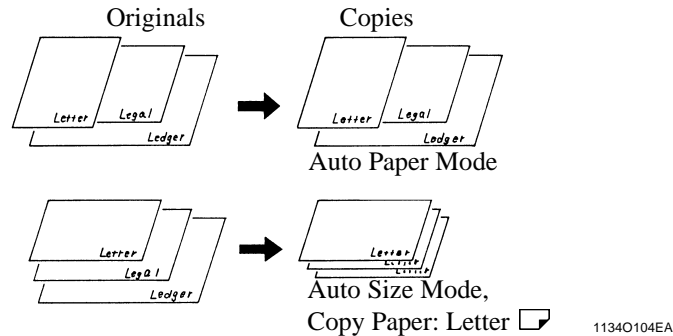 Originals Copies
Letter Legal Ledger Letter Legal Ledger
Auto Paper Mode
Letter Legal Ledger Letter
Auto Size Mode,
Copy Paper: Letter
1134O104EA